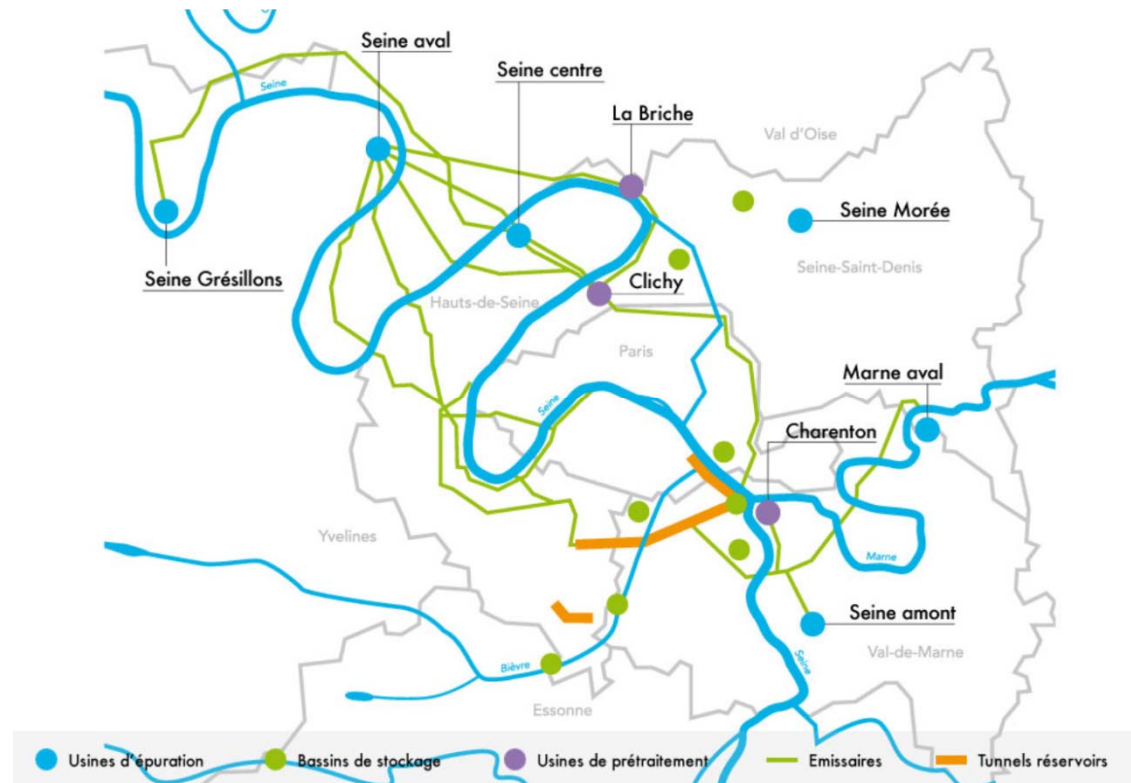 Seine aval
Seine centre
Seine
La Briche
Val d'Oise
Seine Morée
Seine-Saint-Denis
Seine Grésillons
Clichy
Hauts-de-Seine
Paris
Marne aval
Seine
Charenton
Yvelines
Marne
Seine amont
Val-de-Marne
Seine
Bièvre
Essonne
Usines d'épuration
Bassins de stockage
Usines de prétraitement
Emissaires
Tunnels réservoirs